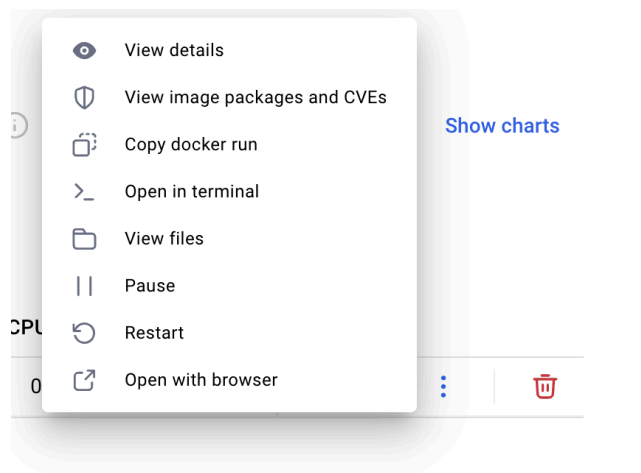 View details
View image packages and CVEs
Show charts
Copy docker run
Open in terminal
View files
Pause
CPU
Restart
0
Open with browser